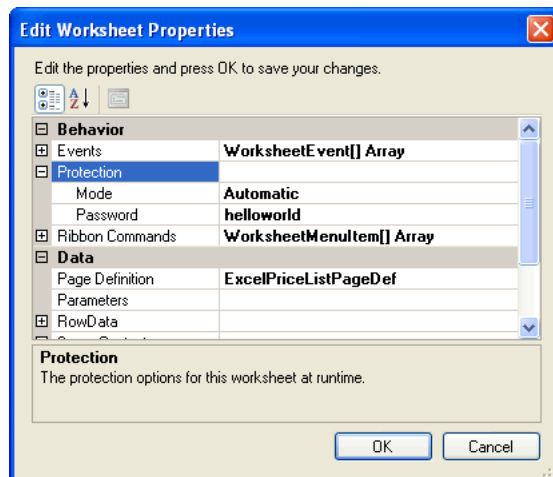 Edit Worksheet Properties
Edit the properties and press OK to save your changes.
Behavior
Events WorksheetEvent[] Array
Protection
Mode Automatic
Password helloworld
Ribbon Commands WorksheetMenuItem[] Array
Data
Page Definition ExcelPriceListPageDef
Parameters
RowData
Protection
The protection options for this worksheet at runtime.
OK Cancel